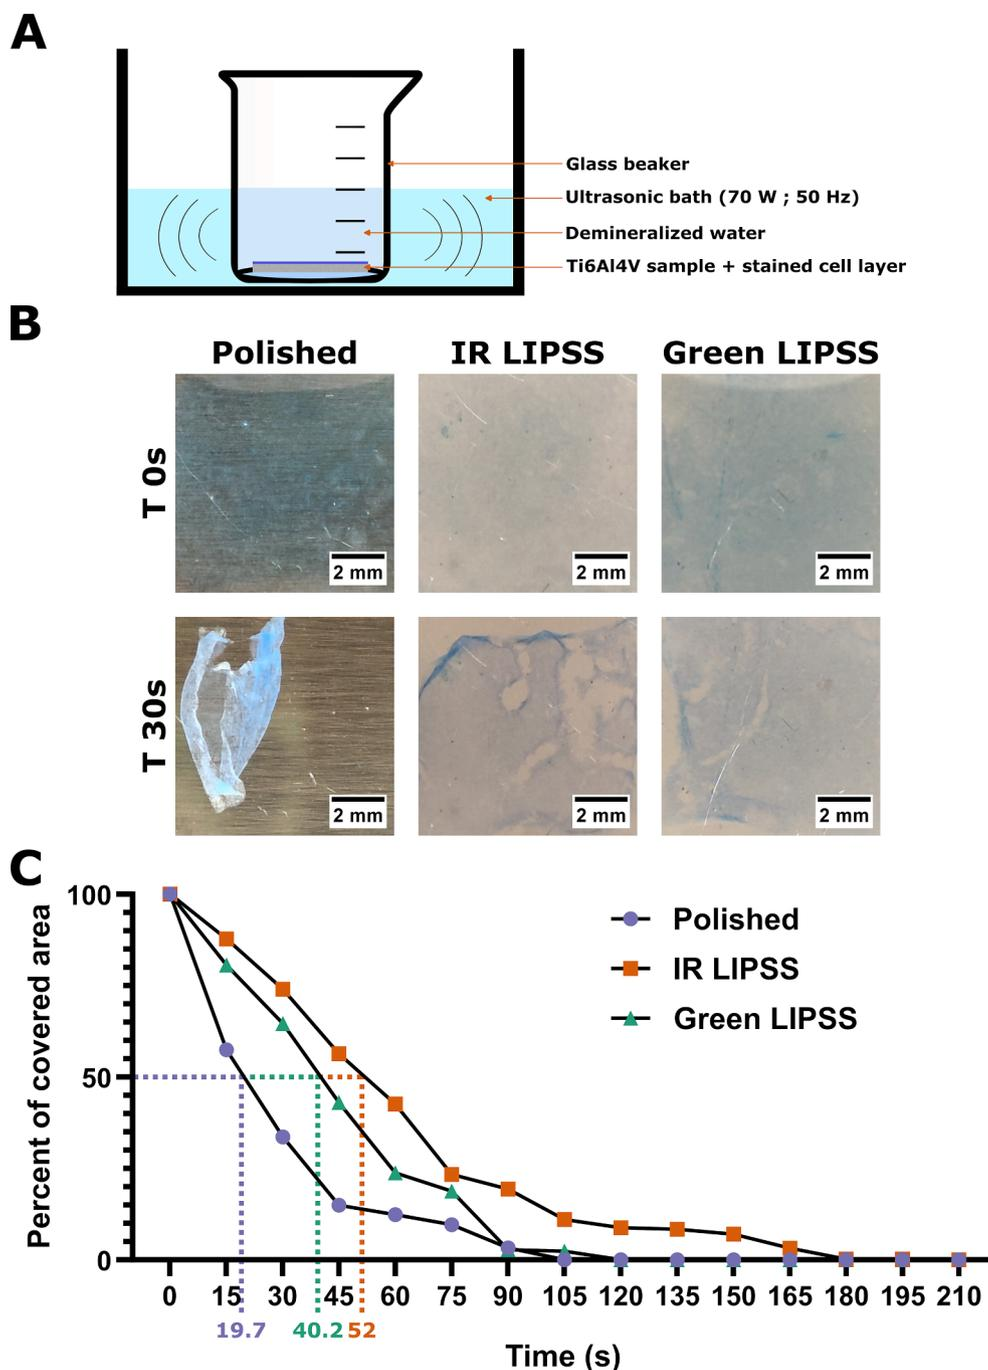 A
Glass beaker
Ultrasonic bath (70 W ; 50 Hz)
Demineralized water
Ti6Al4V sample + stained cell layer
B
Polished IR LIPSS Green LIPSS
T 0s
2 mm 2 mm 2 mm
T 30s
2 mm 2 mm 2 mm
C
Percent of covered area
100
50
0
Polished
IR LIPSS
Green LIPSS
0 15 30 45 60 75 90 105 120 135 150 165 180 195 210
19.7 40.2 52
Time (s)